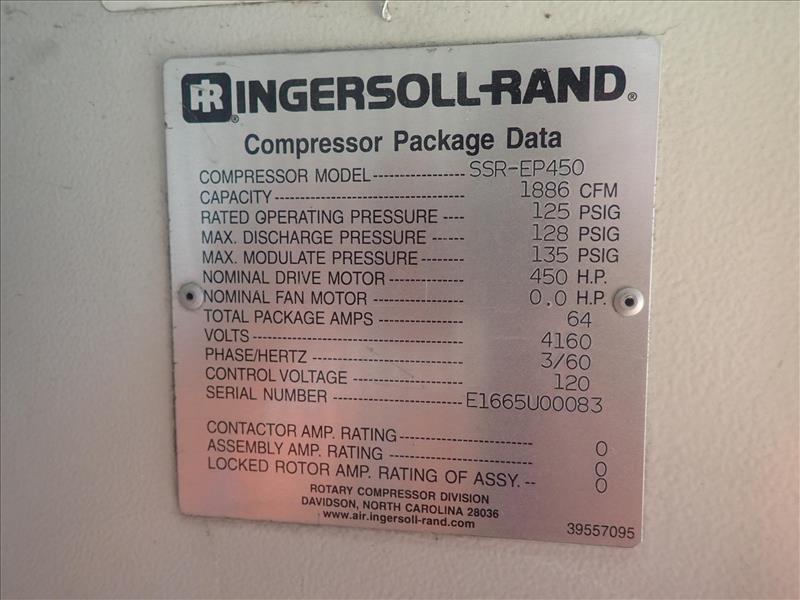 IR INGERSOLL-RAND®
Compressor Package Data
COMPRESSOR MODEL----------------- SSR-EP450
CAPACITY----------------------------------- 1886 CFM
RATED OPERATING PRESSURE ---- 125 PSIG
MAX. DISCHARGE PRESSURE ------ 128 PSIG
MAX. MODULATE PRESSURE-------- 135 PSIG
NOMINAL DRIVE MOTOR-------------- 450 H.P.
NOMINAL FAN MOTOR ----------------- 0.0 H.P.
TOTAL PACKAGE AMPS --------------- 64
VOLTS --------------------------------------- 4160
PHASE/HERTZ --------------------------- 3/60
CONTROL VOLTAGE -------------------- 120
SERIAL NUMBER ------------------------ E1665U00083
CONTACTOR AMP. RATING------------------------ 0
ASSEMBLY AMP. RATING -------------------------- 0
LOCKED ROTOR AMP. RATING OF ASSY. -- 0
ROTARY COMPRESSOR DIVISION
DAVIDSON, NORTH CAROLINA 28036
www.air.ingersoll-rand.com
39557095